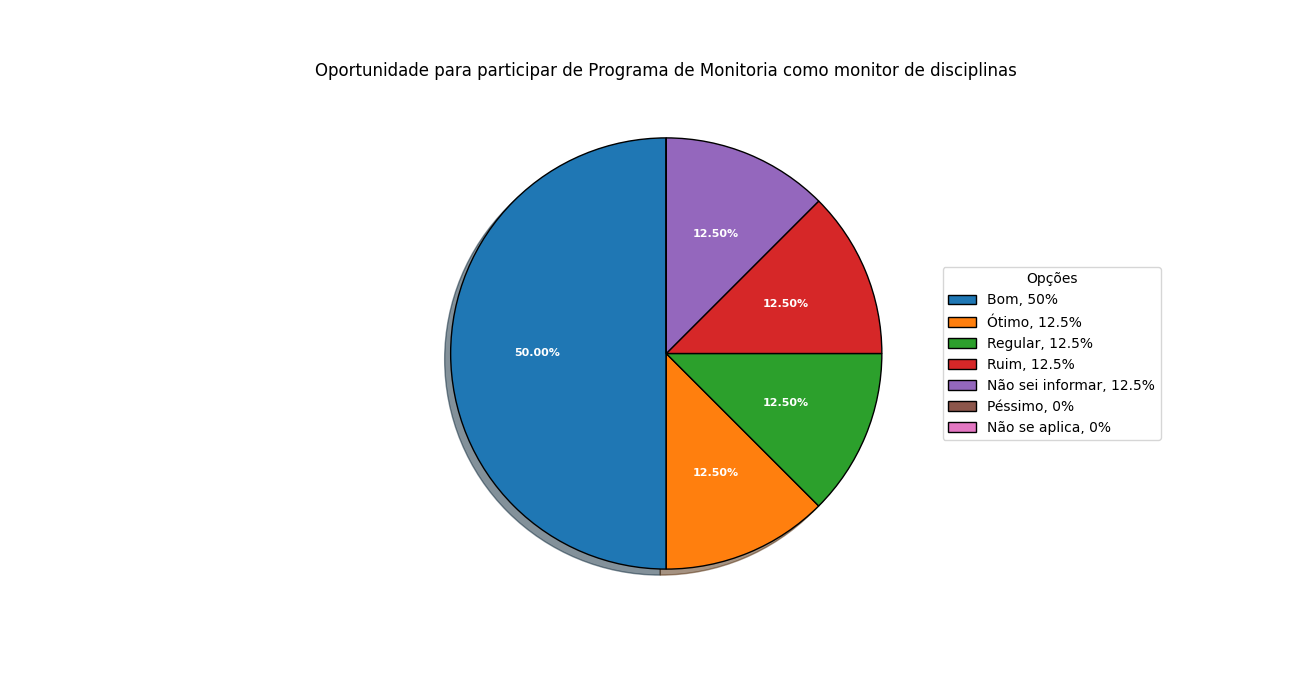 Oportunidade para participar de Programa de Monitoria como monitor de disciplinas
12.50%
12.50%
50.00%
12.50%
12.50%
Opções
Bom, 50%
Ótimo, 12.5%
Regular, 12.5%
Ruim, 12.5%
Não sei informar, 12.5%
Péssimo, 0%
Não se aplica, 0%